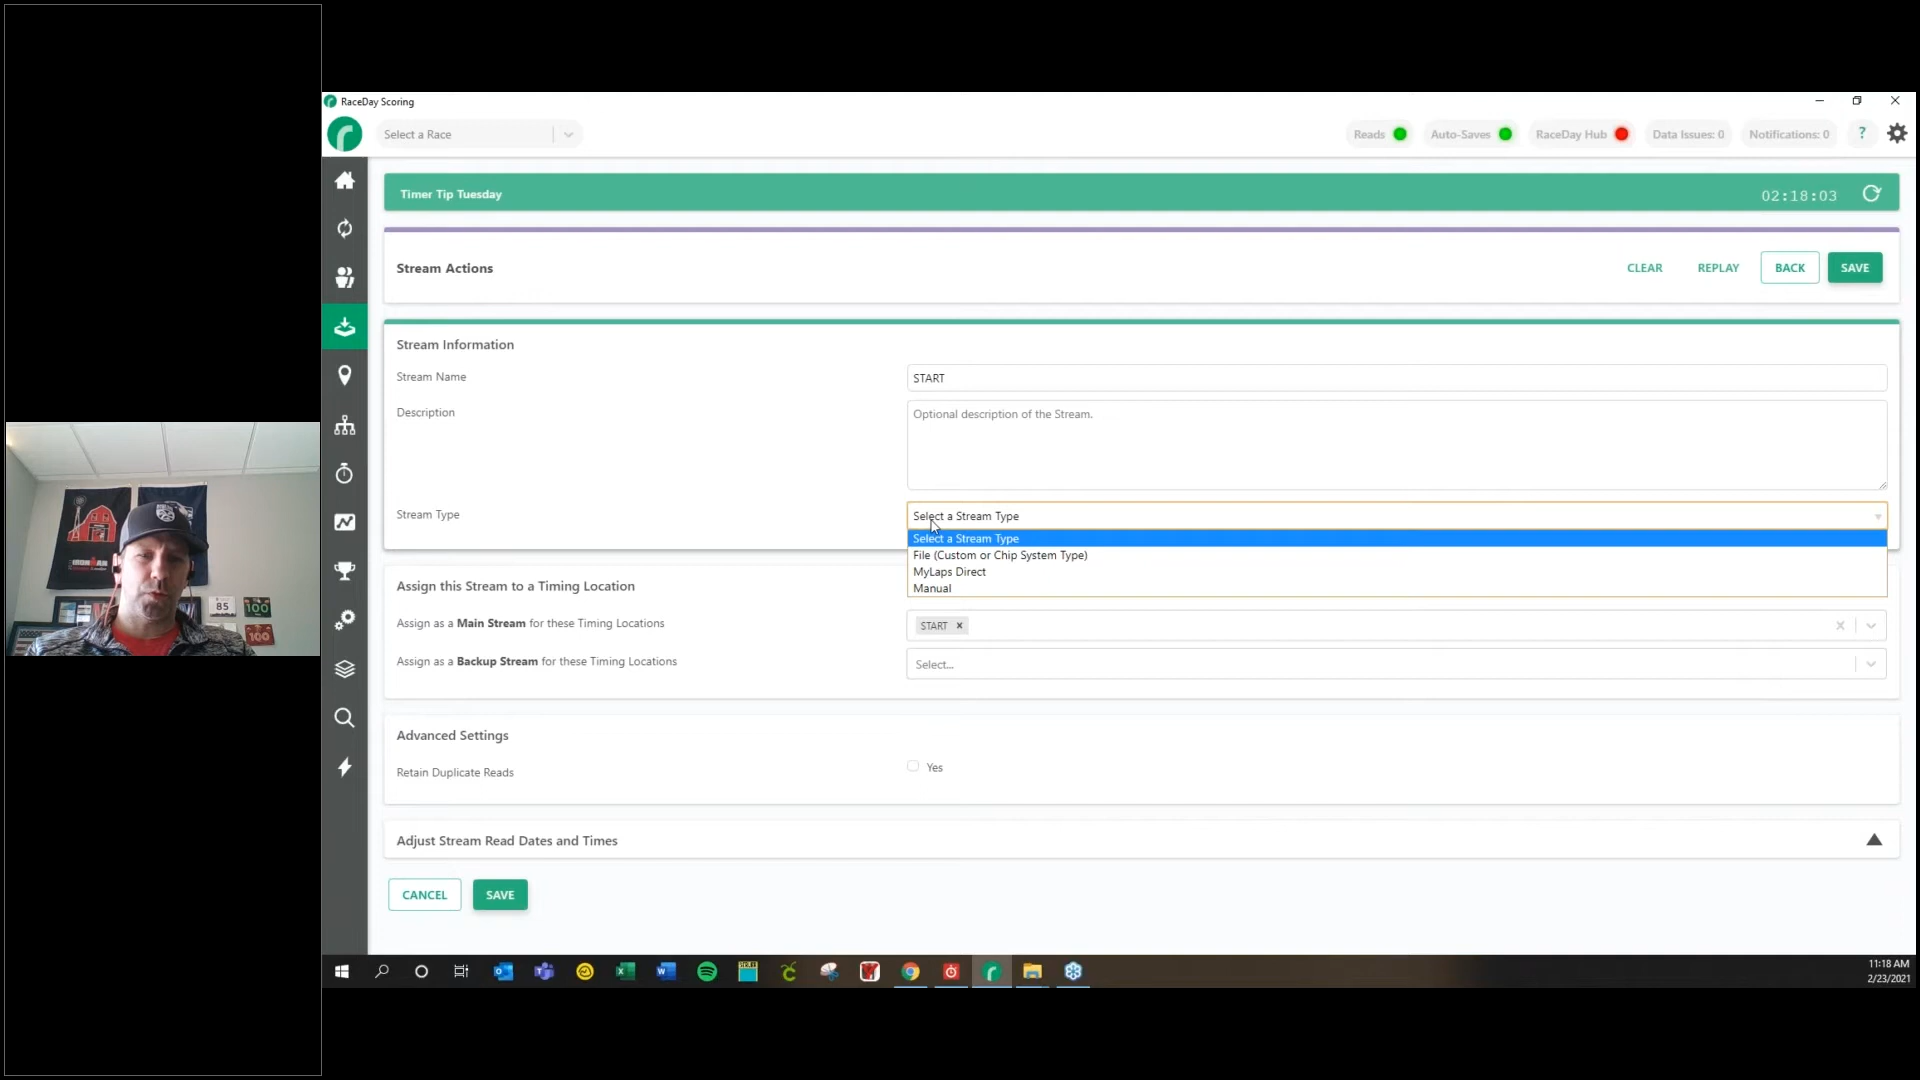 RaceDay Scoring
Select a Race
Reads
Auto-Saves
RaceDay Hub
Data Issues: 0
Notifications: 0
?
Timer Tip Tuesday
02:18:03
Stream Actions
CLEAR
REPLAY
BACK
SAVE
Stream Information
Stream Name
START
Description
Optional description of the Stream.
Stream Type
Select a Stream Type
Select a Stream Type
File (Custom or Chip System Type)
MyLaps Direct
Manual
Assign this Stream to a Timing Location
Assign as a Main Stream for these Timing Locations
START
Assign as a Backup Stream for these Timing Locations
Select...
Advanced Settings
Retain Duplicate Reads
Yes
Adjust Stream Read Dates and Times
CANCEL
SAVE
11:18 AM
2/23/2021
IRONMAN
85
100
100